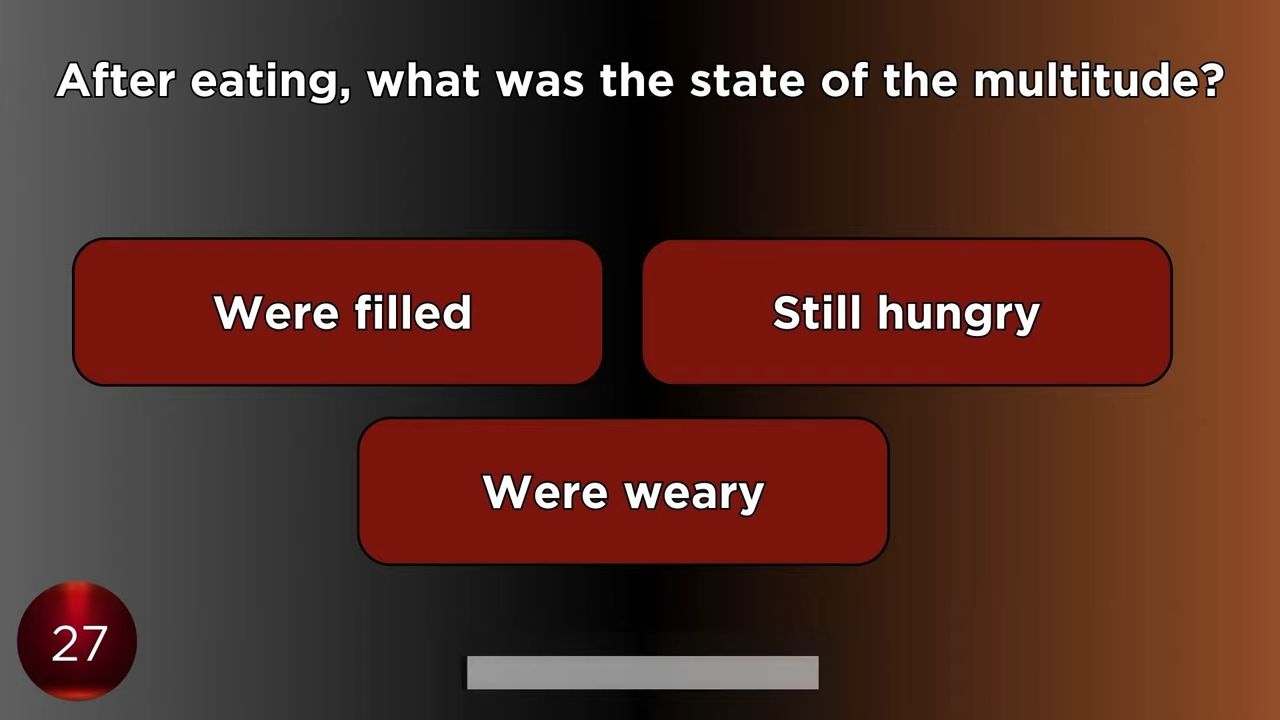 After eating, what was the state of the multitude?
Were filled
Still hungry
Were weary
27